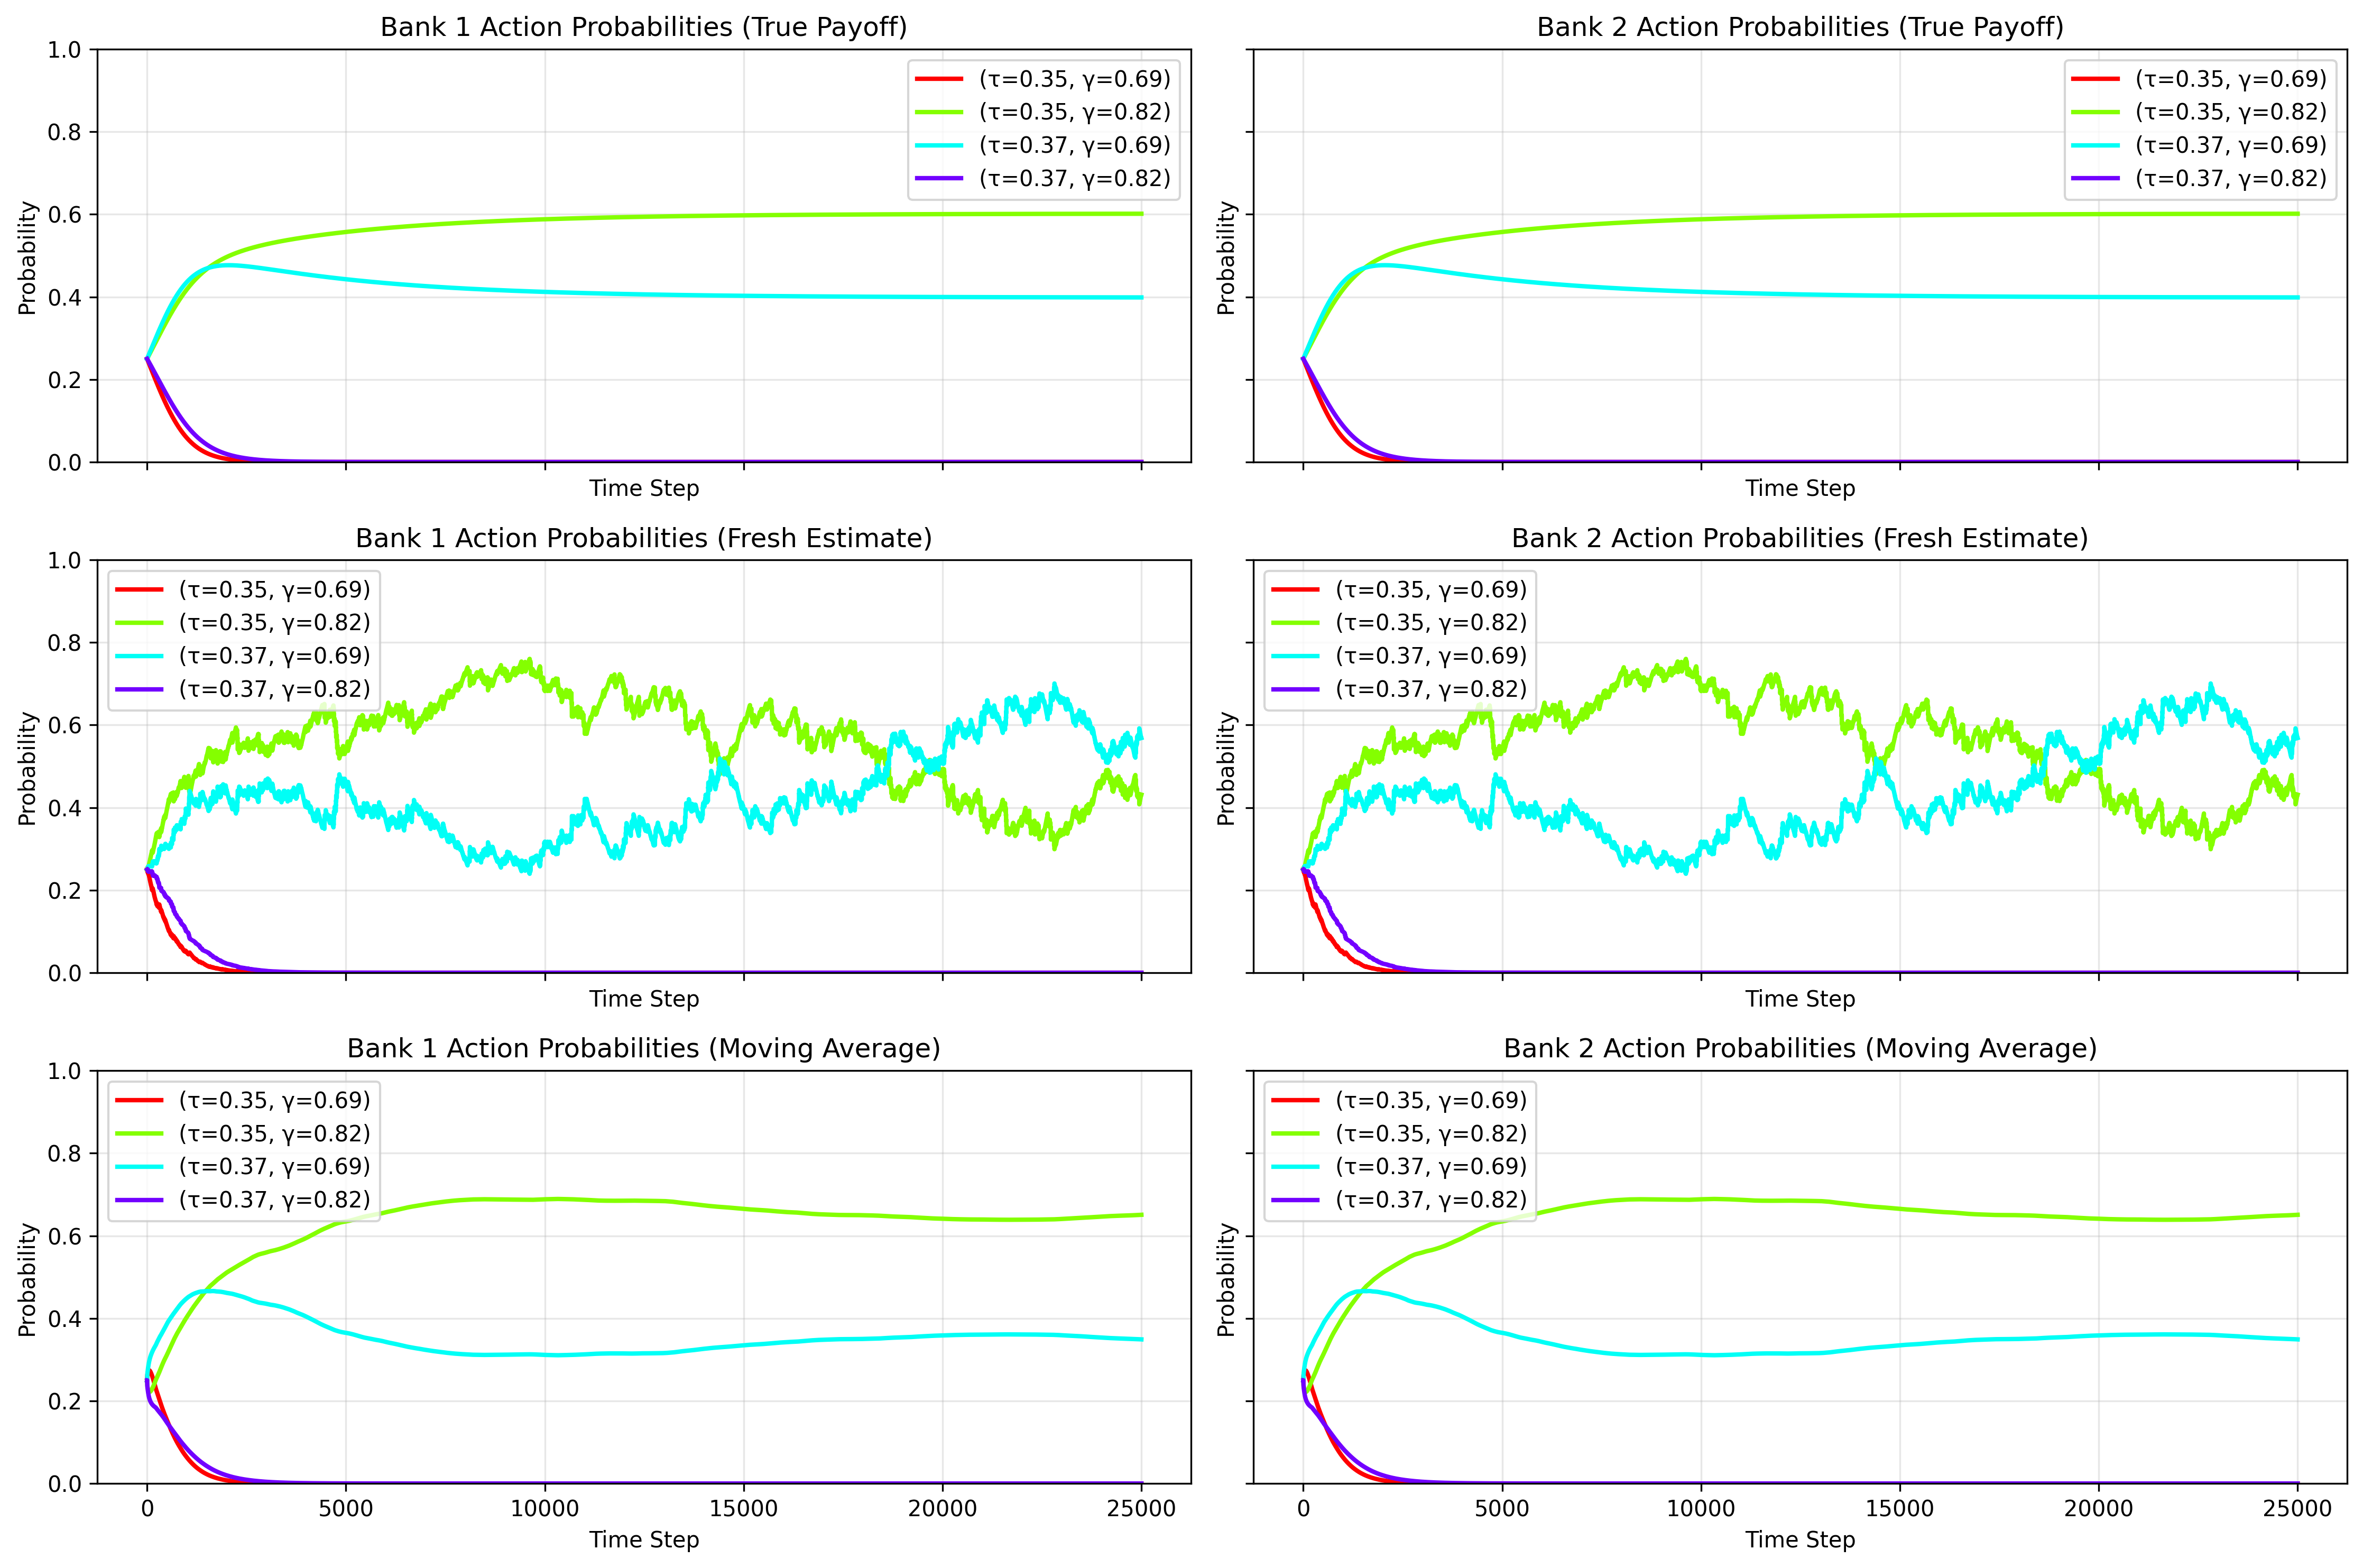 Bank 1 Action Probabilities (True Payoff)
1.0
0.8
0.6
0.4
0.2
0.0
Probability
(τ=0.35, γ=0.69)
(τ=0.35, γ=0.82)
(τ=0.37, γ=0.69)
(τ=0.37, γ=0.82)
Time Step
Bank 2 Action Probabilities (True Payoff)
Probability
(τ=0.35, γ=0.69)
(τ=0.35, γ=0.82)
(τ=0.37, γ=0.69)
(τ=0.37, γ=0.82)
Time Step
Bank 1 Action Probabilities (Fresh Estimate)
1.0
0.8
0.6
0.4
0.2
0.0
Probability
(τ=0.35, γ=0.69)
(τ=0.35, γ=0.82)
(τ=0.37, γ=0.69)
(τ=0.37, γ=0.82)
Time Step
Bank 2 Action Probabilities (Fresh Estimate)
Probability
(τ=0.35, γ=0.69)
(τ=0.35, γ=0.82)
(τ=0.37, γ=0.69)
(τ=0.37, γ=0.82)
Time Step
Bank 1 Action Probabilities (Moving Average)
1.0
0.8
0.6
0.4
0.2
0.0
Probability
(τ=0.35, γ=0.69)
(τ=0.35, γ=0.82)
(τ=0.37, γ=0.69)
(τ=0.37, γ=0.82)
0 5000 10000 15000 20000 25000
Time Step
Bank 2 Action Probabilities (Moving Average)
Probability
(τ=0.35, γ=0.69)
(τ=0.35, γ=0.82)
(τ=0.37, γ=0.69)
(τ=0.37, γ=0.82)
0 5000 10000 15000 20000 25000
Time Step